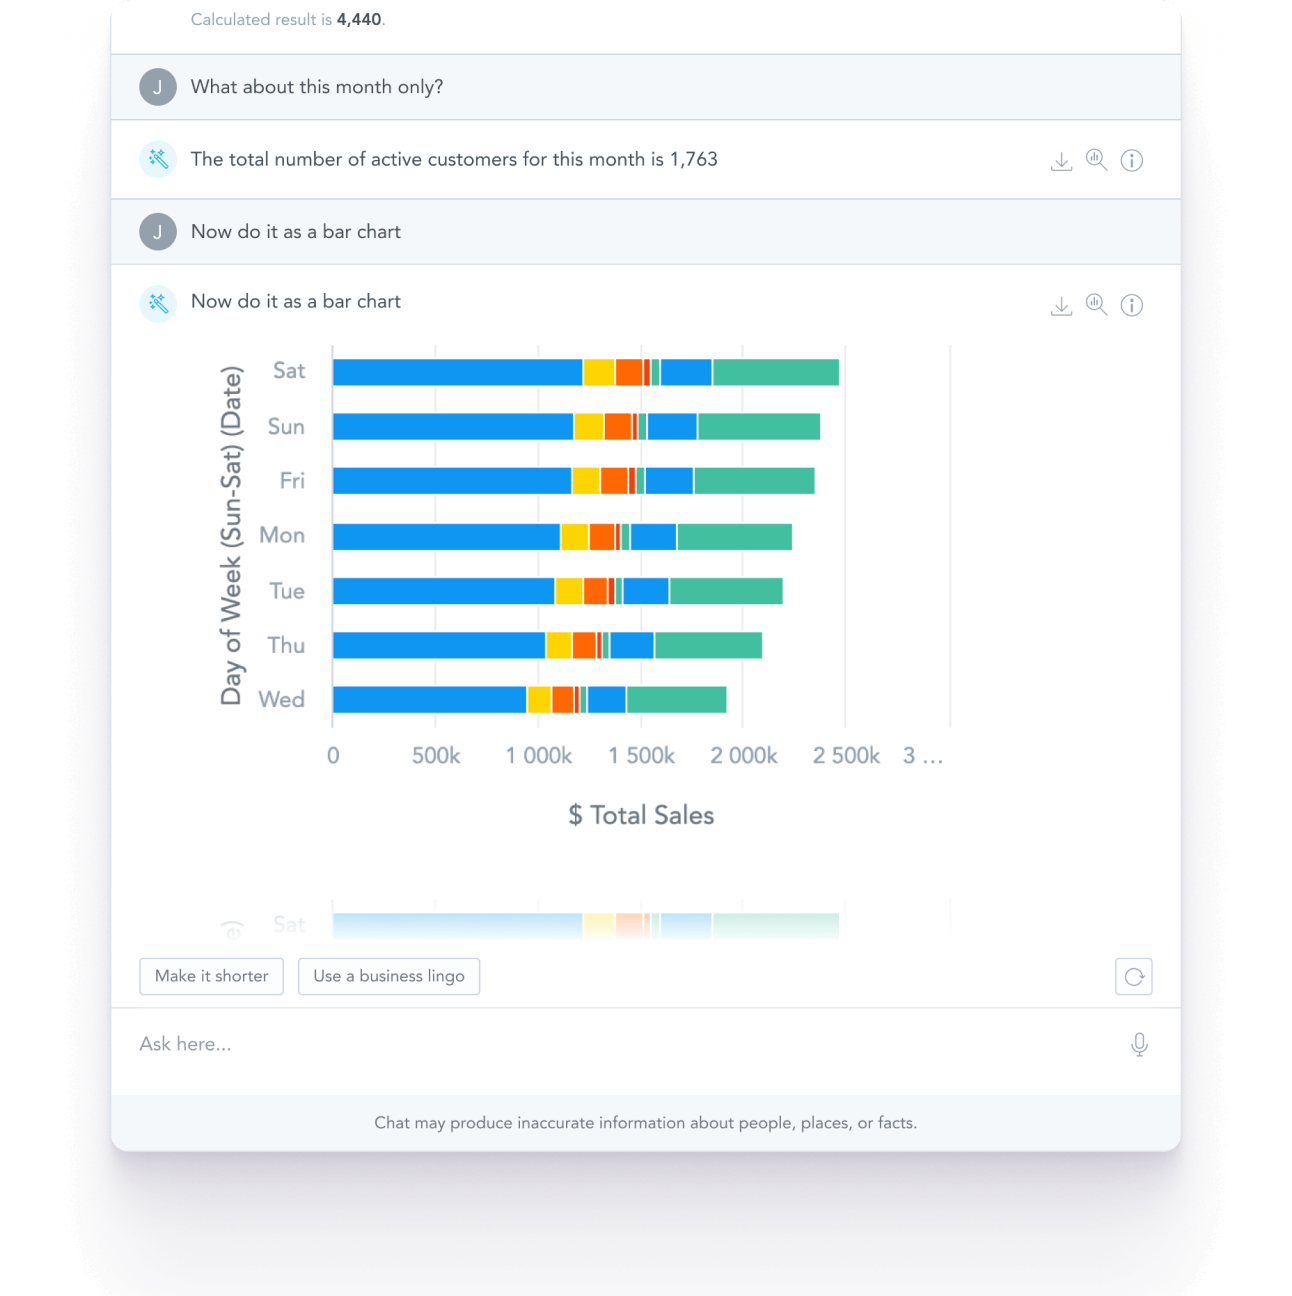 Calculated result is 4,440.
J
What about this month only?
The total number of active customers for this month is 1,763
J
Now do it as a bar chart
Now do it as a bar chart
Day of Week (Sun-Sat) (Date)
Sat
Sun
Fri
Mon
Tue
Thu
Wed
0 500k 1 000k 1 500k 2 000k 2 500k 3 ...
$ Total Sales
e)
Sat
Make it shorter
Use a business lingo
Ask here...
Chat may produce inaccurate information about people, places, or facts.